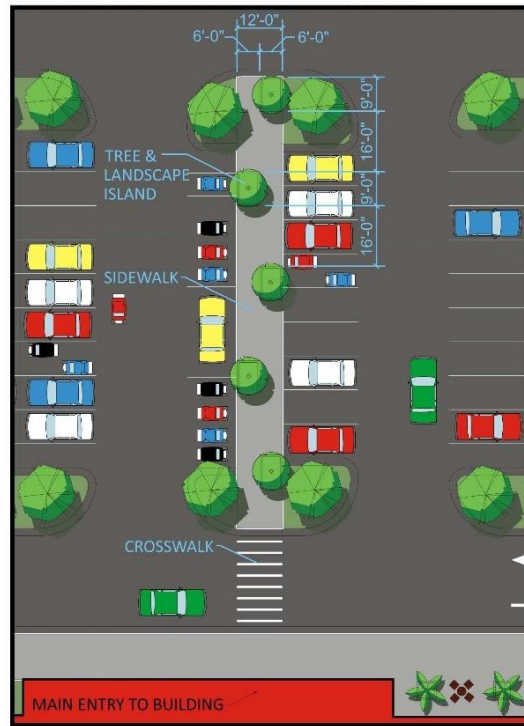 12'-0"
6'-0"
6'-0"
9'-0"
16'-0"
9'-0"
16'-0"
TREE &
LANDSCAPE
ISLAND
SIDEWALK
CROSSWALK
MAIN ENTRY TO BUILDING